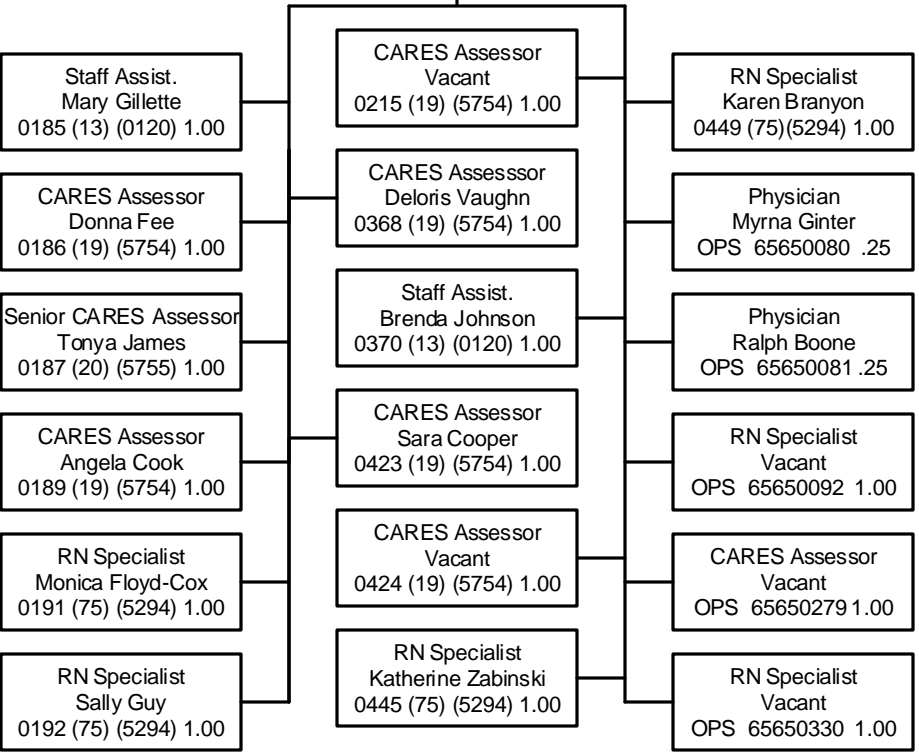 Staff Assist.
Mary Gillette
0185 (13) (0120) 1.00
CARES Assessor
Donna Fee
0186 (19) (5754) 1.00
Senior CARES Assessor
Tonya James
0187 (20) (5755) 1.00
CARES Assessor
Angela Cook
0189 (19) (5754) 1.00
RN Specialist
Monica Floyd-Cox
0191 (75) (5294) 1.00
RN Specialist
Sally Guy
0192 (75) (5294) 1.00
CARES Assessor
Vacant
0215 (19) (5754) 1.00
CARES Assesssor
Deloris Vaughn
0368 (19) (5754) 1.00
Staff Assist.
Brenda Johnson
0370 (13) (0120) 1.00
CARES Assessor
Sara Cooper
0423 (19) (5754) 1.00
CARES Assessor
Vacant
0424 (19) (5754) 1.00
RN Specialist
Katherine Zabinski
0445 (75) (5294) 1.00
RN Specialist
Karen Branyon
0449 (75)(5294) 1.00
Physician
Myrna Ginter
OPS 65650080 .25
Physician
Ralph Boone
OPS 65650081 .25
RN Specialist
Vacant
OPS 65650092 1.00
CARES Assessor
Vacant
OPS 65650279 1.00
RN Specialist
Vacant
OPS 65650330 1.00